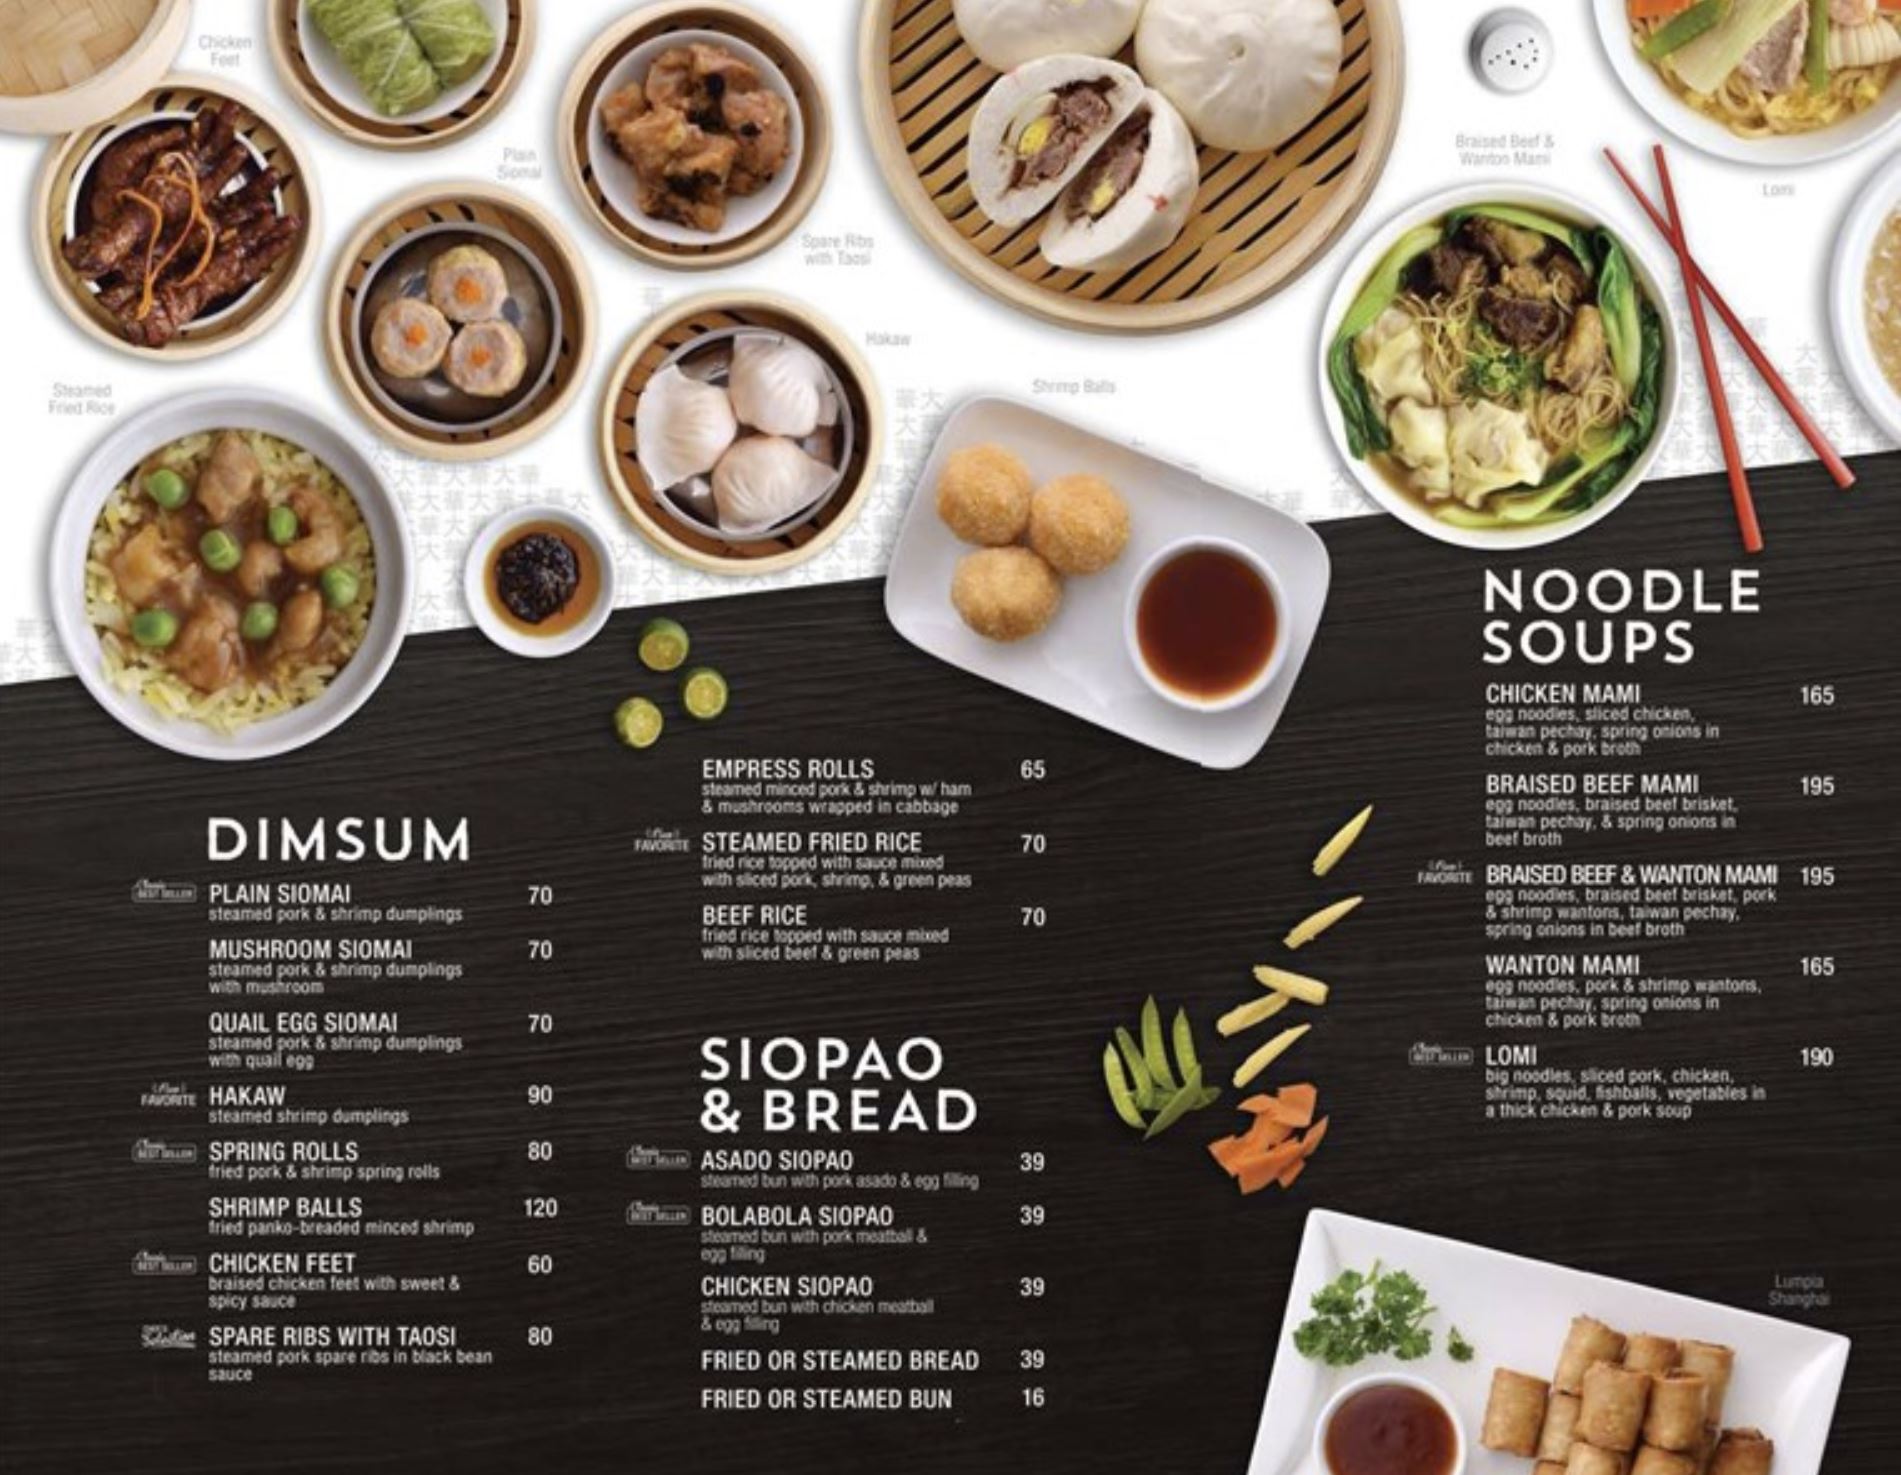 Chicken
Feet
Plain
Siomai
Spare Ribs
with Taosi
Hakaw
Steamed
Fried Rice
Shrimp Balls
Braised Beef &
Wanton Mami
Lomi
DIMSUM
Classic
BEST SELLER
PLAIN SIOMAI 70
steamed pork & shrimp dumplings
MUSHROOM SIOMAI 70
steamed pork & shrimp dumplings
with mushroom
QUAIL EGG SIOMAI 70
steamed pork & shrimp dumplings
with quail egg
FAVORITE
HAKAW 90
steamed shrimp dumplings
Classic
BEST SELLER
SPRING ROLLS 80
fried pork & shrimp spring rolls
SHRIMP BALLS 120
fried panko-breaded minced shrimp
Classic
BEST SELLER
CHICKEN FEET 60
braised chicken feet with sweet &
spicy sauce
Selection
SPARE RIBS WITH TAOSI 80
steamed pork spare ribs in black bean
sauce
EMPRESS ROLLS 65
steamed minced pork & shrimp w/ ham
& mushrooms wrapped in cabbage
FAVORITE
STEAMED FRIED RICE 70
fried rice topped with sauce mixed
with sliced pork, shrimp, & green peas
BEEF RICE 70
fried rice topped with sauce mixed
with sliced beef & green peas
SIOPAO
& BREAD
Classic
BEST SELLER
ASADO SIOPAO 39
steamed bun with pork asado & egg filling
Classic
BEST SELLER
BOLABOLA SIOPAO 39
steamed bun with pork meatball &
egg filling
CHICKEN SIOPAO 39
steamed bun with chicken meatball
& egg filling
FRIED OR STEAMED BREAD 39
FRIED OR STEAMED BUN 16
NOODLE
SOUPS
CHICKEN MAMI 165
egg noodles, sliced chicken,
taiwan pechay, spring onions in
chicken & pork broth
BRAISED BEEF MAMI 195
egg noodles, braised beef brisket,
taiwan pechay, & spring onions in
beef broth
FAVORITE
BRAISED BEEF & WANTON MAMI 195
egg noodles, braised beef brisket, pork
& shrimp wantons, taiwan pechay,
spring onions in beef broth
WANTON MAMI 165
egg noodles, pork & shrimp wantons,
taiwan pechay, spring onions in
chicken & pork broth
Classic
BEST SELLER
LOMI 190
big noodles, sliced pork, chicken,
shrimp, squid, fishballs, vegetables in
a thick chicken & pork soup
Lumpia
Shanghai